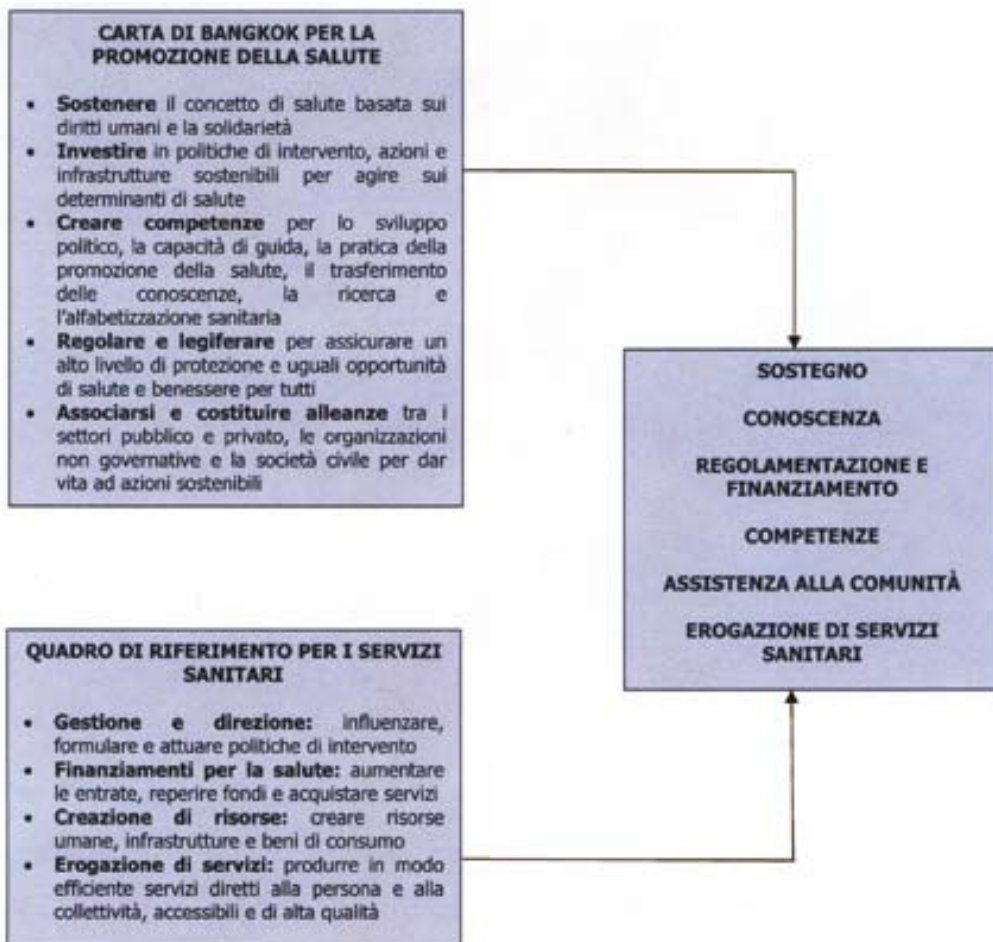 CARTA DI BANGKOK PER LA
PROMOZIONE DELLA SALUTE
• Sostenere il concetto di salute basata sui
diritti umani e la solidarietà
• Investire in politiche di intervento, azioni e
infrastrutture sostenibili per agire sui
determinanti di salute
• Creare competenze per lo sviluppo
politico, la capacità di guida, la pratica della
promozione della salute, il trasferimento
delle conoscenze, la ricerca e
l'alfabetizzazione sanitaria
• Regolare e legiferare per assicurare un
alto livello di protezione e uguali opportunità
di salute e benessere per tutti
• Associarsi e costituire alleanze tra i
settori pubblico e privato, le organizzazioni
non governative e la società civile per dar
vita ad azioni sostenibili
SOSTEGNO
CONOSCENZA
REGOLAMENTAZIONE E
FINANZIAMENTO
COMPETENZE
ASSISTENZA ALLA COMUNITÀ
EROGAZIONE DI SERVIZI
SANITARI
QUADRO DI RIFERIMENTO PER I SERVIZI
SANITARI
• Gestione e direzione: influenzare,
formulare e attuare politiche di intervento
• Finanziamenti per la salute: aumentare
le entrate, reperire fondi e acquistare servizi
• Creazione di risorse: creare risorse
umane, infrastrutture e beni di consumo
• Erogazione di servizi: produrre in modo
efficiente servizi diretti alla persona e alla
collettività, accessibili e di alta qualità